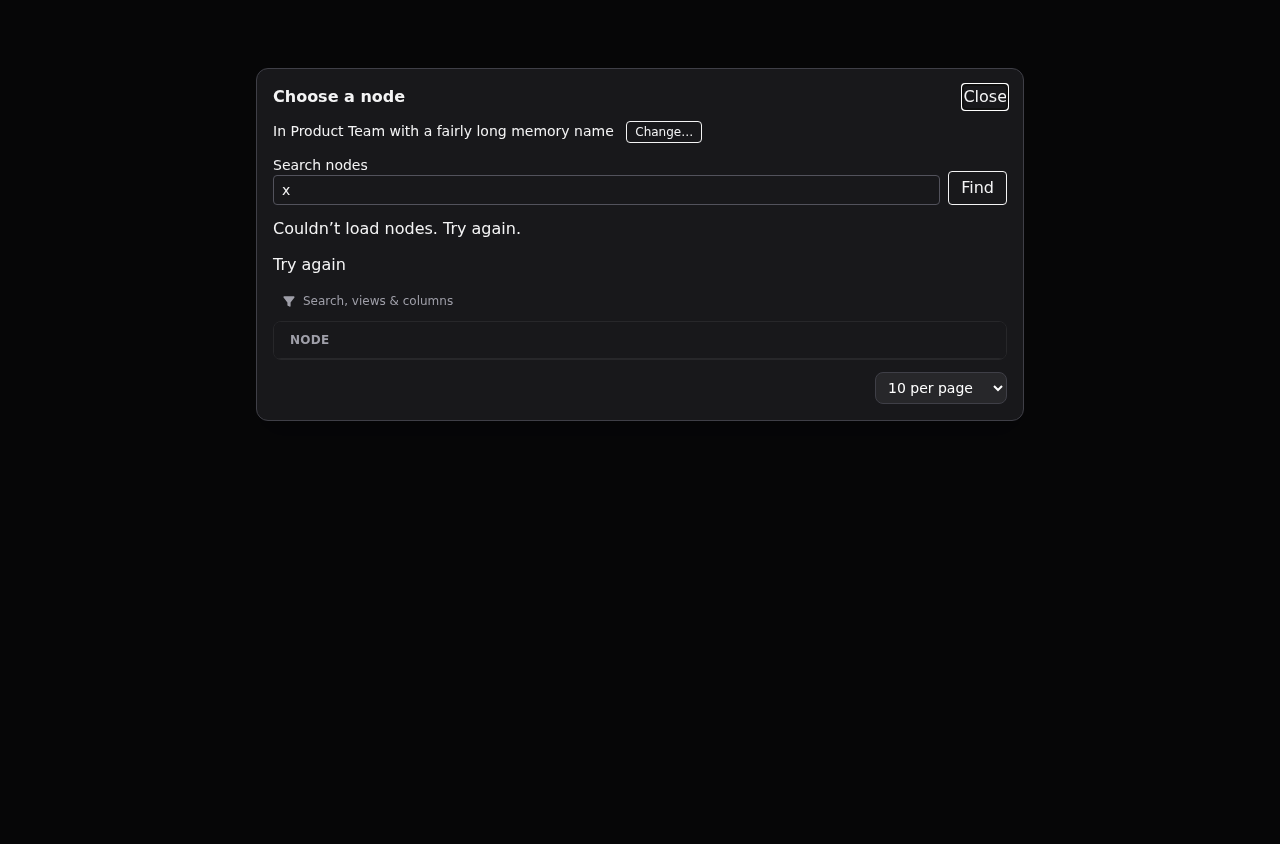 Choose a node
Close
In Product Team with a fairly long memory name
Change…
Search nodes
x
Find
Couldn’t load nodes. Try again.
Try again
Search, views & columns
NODE
10 per page